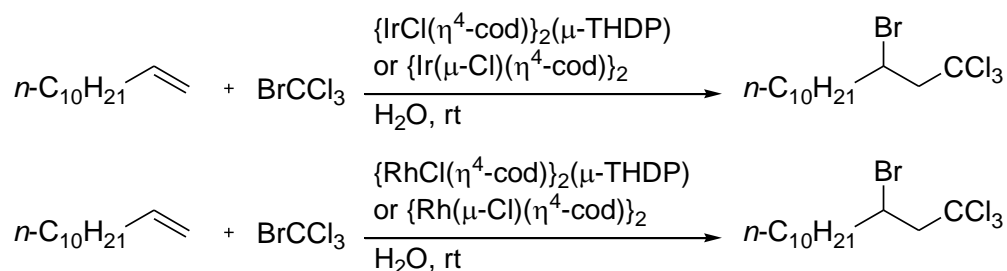 {IrCl(η⁴-cod)}₂(μ-THDP)
or {Ir(μ-Cl)(η⁴-cod)}₂
n-C₁₀H₂₁ + BrCCl₃
H₂O, rt
Br
n-C₁₀H₂₁ CCl₃
{RhCl(η⁴-cod)}₂(μ-THDP)
or {Rh(μ-Cl)(η⁴-cod)}₂
n-C₁₀H₂₁ + BrCCl₃
H₂O, rt
Br
n-C₁₀H₂₁ CCl₃